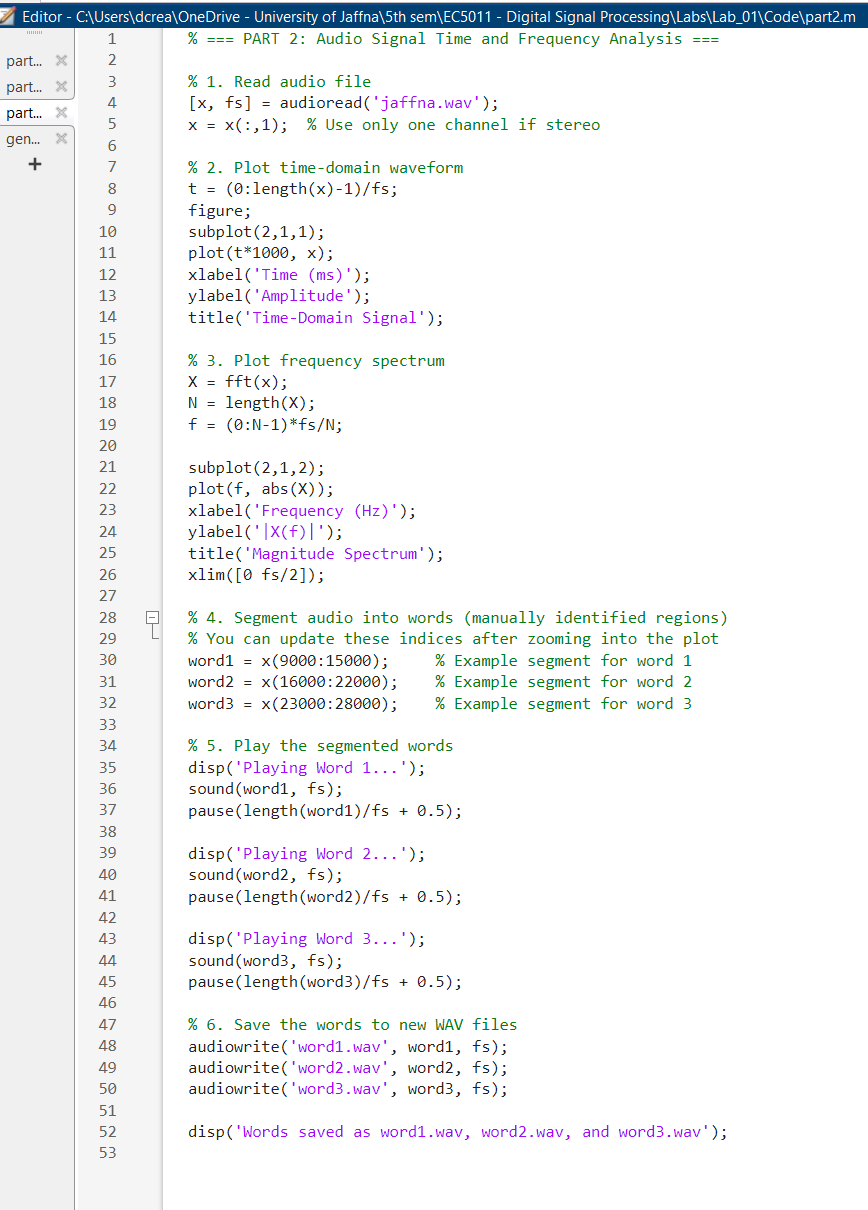 Editor - C:\Users\dcrea\OneDrive - University of Jaffna\5th sem\EC5011 - Digital Signal Processing\Labs\Lab_01\Code\part2.m
part...
part...
part...
gen...
+
1 % === PART 2: Audio Signal Time and Frequency Analysis ===
2
3 % 1. Read audio file
4 [x, fs] = audioread('jaffna.wav');
5 x = x(:,1);  % Use only one channel if stereo
6
7 % 2. Plot time-domain waveform
8 t = (0:length(x)-1)/fs;
9 figure;
10 subplot(2,1,1);
11 plot(t*1000, x);
12 xlabel('Time (ms)');
13 ylabel('Amplitude');
14 title('Time-Domain Signal');
15
16 % 3. Plot frequency spectrum
17 X = fft(x);
18 N = length(X);
19 f = (0:N-1)*fs/N;
20
21 subplot(2,1,2);
22 plot(f, abs(X));
23 xlabel('Frequency (Hz)');
24 ylabel('|X(f)|');
25 title('Magnitude Spectrum');
26 xlim([0 fs/2]);
27
28 % 4. Segment audio into words (manually identified regions)
29 % You can update these indices after zooming into the plot
30 word1 = x(9000:15000);     % Example segment for word 1
31 word2 = x(16000:22000);    % Example segment for word 2
32 word3 = x(23000:28000);    % Example segment for word 3
33
34 % 5. Play the segmented words
35 disp('Playing Word 1...');
36 sound(word1, fs);
37 pause(length(word1)/fs + 0.5);
38
39 disp('Playing Word 2...');
40 sound(word2, fs);
41 pause(length(word2)/fs + 0.5);
42
43 disp('Playing Word 3...');
44 sound(word3, fs);
45 pause(length(word3)/fs + 0.5);
46
47 % 6. Save the words to new WAV files
48 audiowrite('word1.wav', word1, fs);
49 audiowrite('word2.wav', word2, fs);
50 audiowrite('word3.wav', word3, fs);
51
52 disp('Words saved as word1.wav, word2.wav, and word3.wav');
53